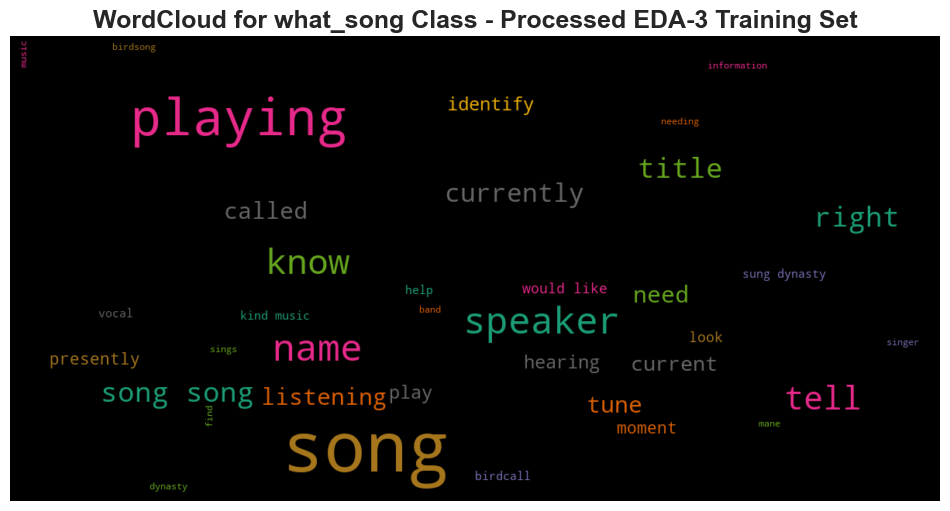 WordCloud for what_song Class - Processed EDA-3 Training Set
music
birdsong
information
playing
identify
needing
title
currently
called
right
know
sung dynasty
help
would like
need
vocal
kind music
band
speaker
look
singer
name
sings
presently
hearing
current
song song
listening
play
tune
tell
find
moment
mane
song
birdcall
dynasty